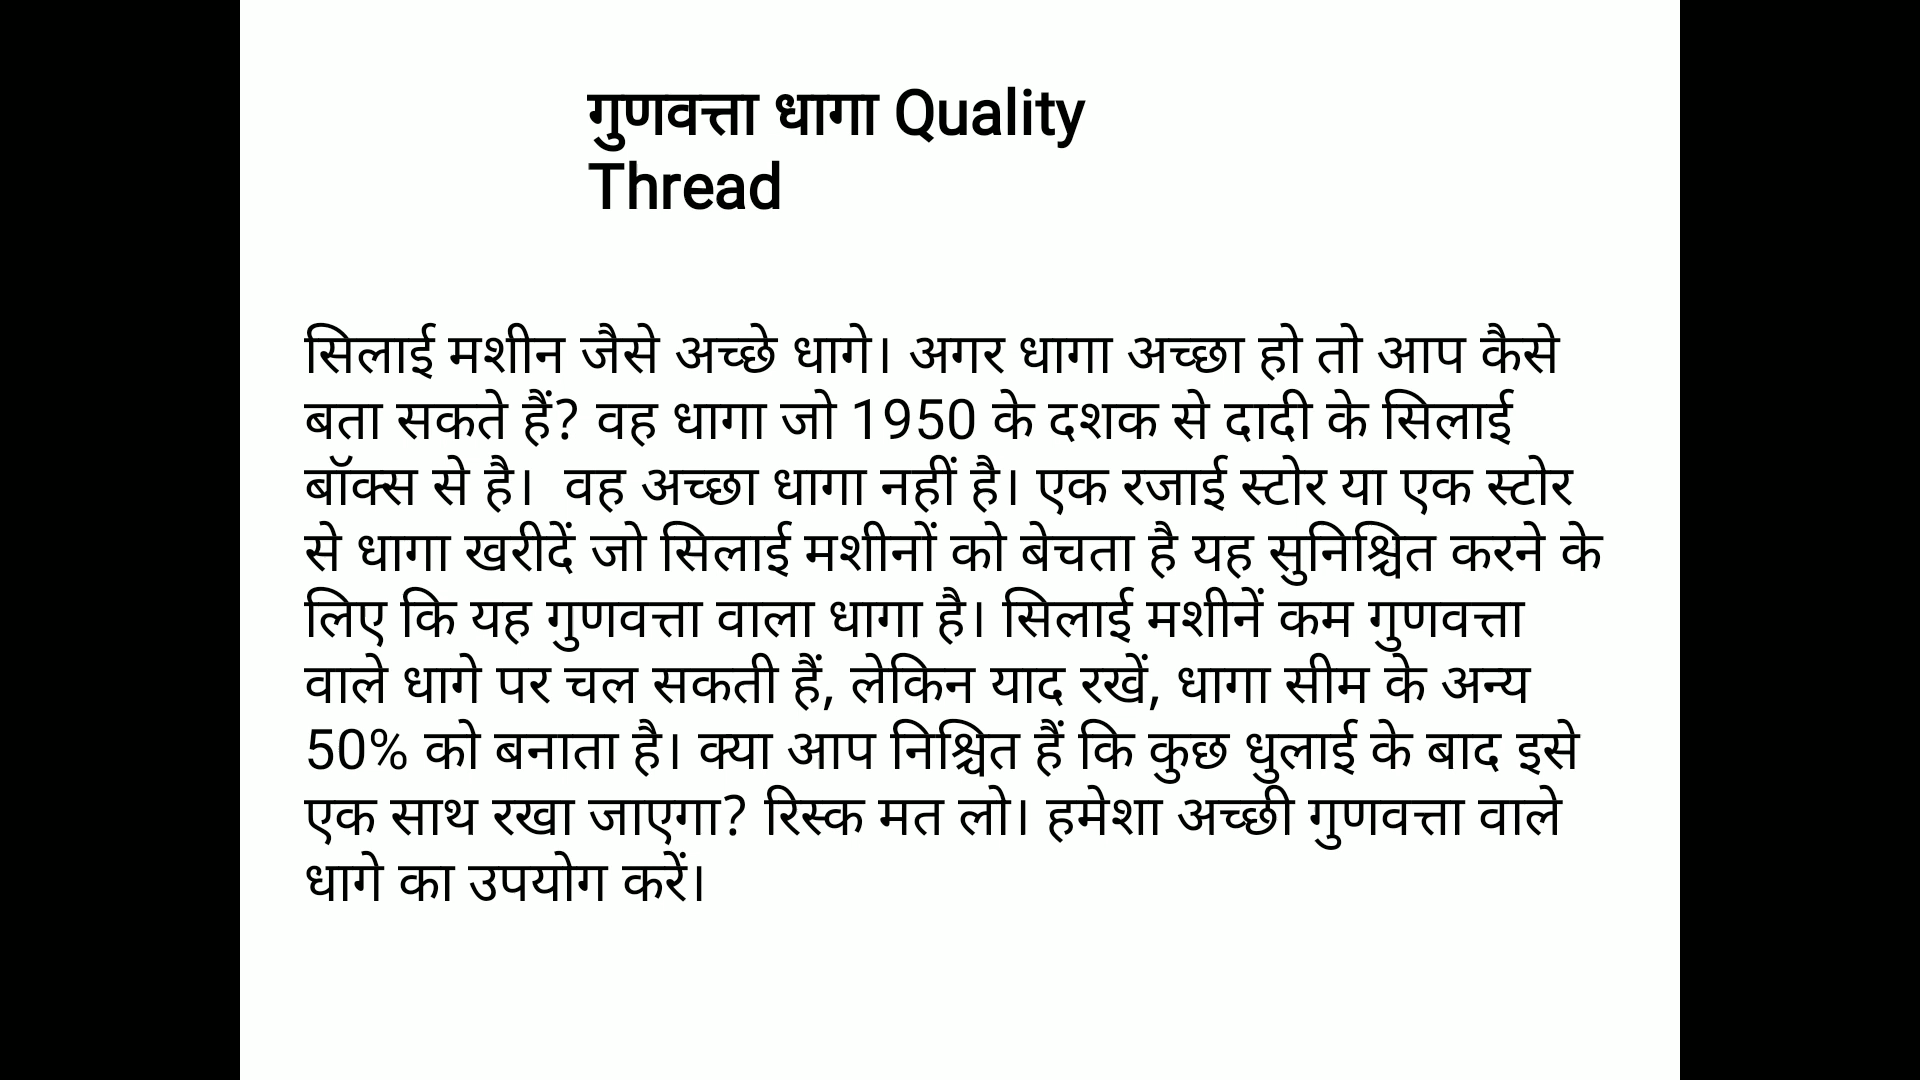 गुणवत्ता धागा Quality
Thread
सिलाई मशीन जैसे अच्छे धागे। अगर धागा अच्छा हो तो आप कैसे
बता सकते हैं? वह धागा जो 1950 के दशक से दादी के सिलाई
बॉक्स से है।  वह अच्छा धागा नहीं है। एक रजाई स्टोर या एक स्टोर
से धागा खरीदें जो सिलाई मशीनों को बेचता है यह सुनिश्चित करने के
लिए कि यह गुणवत्ता वाला धागा है। सिलाई मशीनें कम गुणवत्ता
वाले धागे पर चल सकती हैं, लेकिन याद रखें, धागा सीम के अन्य
50% को बनाता है। क्या आप निश्चित हैं कि कुछ धुलाई के बाद इसे
एक साथ रखा जाएगा? रिस्क मत लो। हमेशा अच्छी गुणवत्ता वाले
धागे का उपयोग करें।